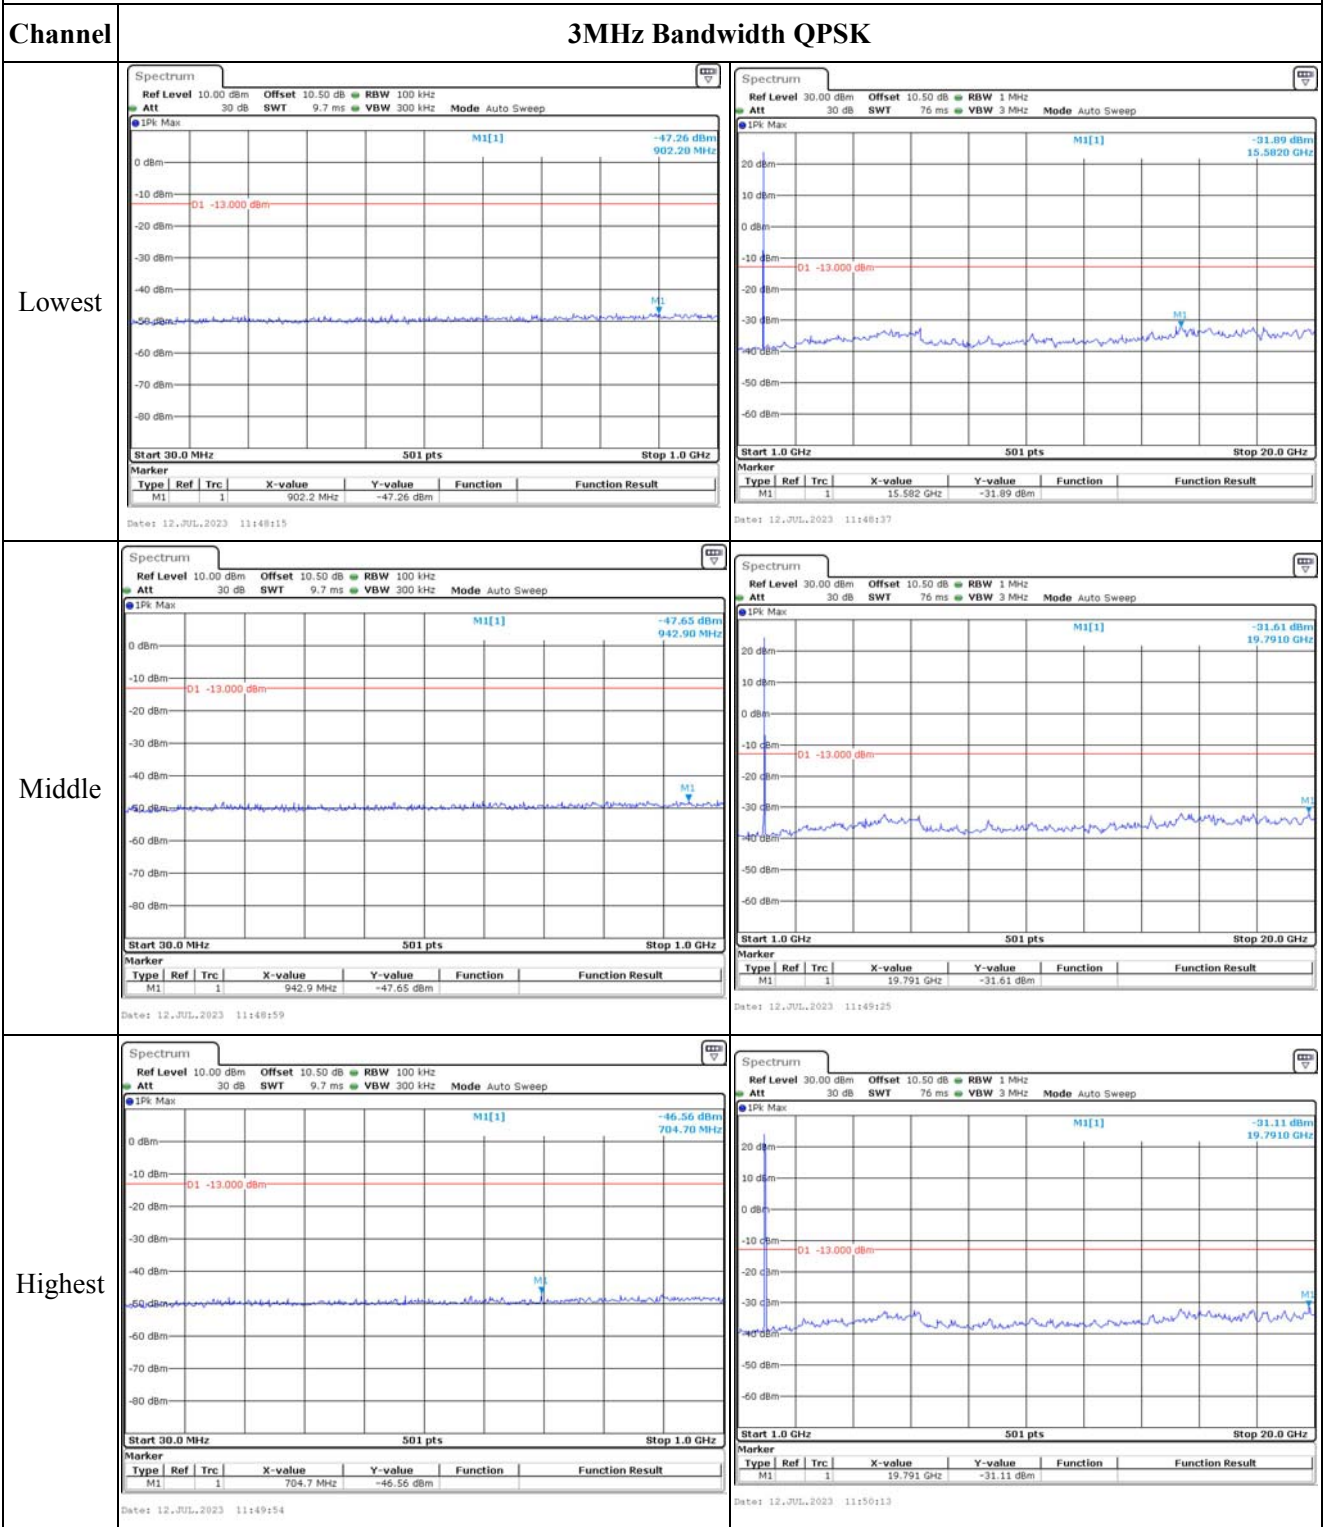 Channel 3MHz Bandwidth QPSK
Lowest
Spectrum
Ref Level 10.00 dBm Offset 10.50 dB RBW 100 kHz
Att 30 dB SWT 9.7 ms VBW 300 kHz Mode Auto Sweep
1Pk Max
M1[1] -47.26 dBm
902.20 MHz
0 dBm
-10 dBm
D1 -13.000 dBm
-20 dBm
-30 dBm
-40 dBm
M1
-50 dBm
-60 dBm
-70 dBm
-80 dBm
Start 30.0 MHz 501 pts Stop 1.0 GHz
Marker
Type Ref Trc X-value Y-value Function Function Result
M1 1 902.2 MHz -47.26 dBm
Date: 12.JUL.2023 11:48:15
Spectrum
Ref Level 30.00 dBm Offset 10.50 dB RBW 1 MHz
Att 30 dB SWT 76 ms VBW 3 MHz Mode Auto Sweep
1Pk Max
M1[1] -31.89 dBm
15.5820 GHz
20 dBm
10 dBm
0 dBm
-10 dBm
D1 -13.000 dBm
-20 dBm
-30 dBm
M1
-40 dBm
-50 dBm
-60 dBm
Start 1.0 GHz 501 pts Stop 20.0 GHz
Marker
Type Ref Trc X-value Y-value Function Function Result
M1 1 15.582 GHz -31.89 dBm
Date: 12.JUL.2023 11:48:37
Middle
Spectrum
Ref Level 10.00 dBm Offset 10.50 dB RBW 100 kHz
Att 30 dB SWT 9.7 ms VBW 300 kHz Mode Auto Sweep
1Pk Max
M1[1] -47.65 dBm
942.90 MHz
0 dBm
-10 dBm
D1 -13.000 dBm
-20 dBm
-30 dBm
-40 dBm
M1
-50 dBm
-60 dBm
-70 dBm
-80 dBm
Start 30.0 MHz 501 pts Stop 1.0 GHz
Marker
Type Ref Trc X-value Y-value Function Function Result
M1 1 942.9 MHz -47.65 dBm
Date: 12.JUL.2023 11:48:59
Spectrum
Ref Level 30.00 dBm Offset 10.50 dB RBW 1 MHz
Att 30 dB SWT 76 ms VBW 3 MHz Mode Auto Sweep
1Pk Max
M1[1] -31.61 dBm
19.7910 GHz
20 dBm
10 dBm
0 dBm
-10 dBm
D1 -13.000 dBm
-20 dBm
-30 dBm
M1
-40 dBm
-50 dBm
-60 dBm
Start 1.0 GHz 501 pts Stop 20.0 GHz
Marker
Type Ref Trc X-value Y-value Function Function Result
M1 1 19.791 GHz -31.61 dBm
Date: 12.JUL.2023 11:49:25
Highest
Spectrum
Ref Level 10.00 dBm Offset 10.50 dB RBW 100 kHz
Att 30 dB SWT 9.7 ms VBW 300 kHz Mode Auto Sweep
1Pk Max
M1[1] -46.56 dBm
704.70 MHz
0 dBm
-10 dBm
D1 -13.000 dBm
-20 dBm
-30 dBm
-40 dBm
M1
-50 dBm
-60 dBm
-70 dBm
-80 dBm
Start 30.0 MHz 501 pts Stop 1.0 GHz
Marker
Type Ref Trc X-value Y-value Function Function Result
M1 1 704.7 MHz -46.56 dBm
Date: 12.JUL.2023 11:49:54
Spectrum
Ref Level 30.00 dBm Offset 10.50 dB RBW 1 MHz
Att 30 dB SWT 76 ms VBW 3 MHz Mode Auto Sweep
1Pk Max
M1[1] -31.11 dBm
19.7910 GHz
20 dBm
10 dBm
0 dBm
-10 dBm
D1 -13.000 dBm
-20 dBm
-30 dBm
M1
-40 dBm
-50 dBm
-60 dBm
Start 1.0 GHz 501 pts Stop 20.0 GHz
Marker
Type Ref Trc X-value Y-value Function Function Result
M1 1 19.791 GHz -31.11 dBm
Date: 12.JUL.2023 11:50:13